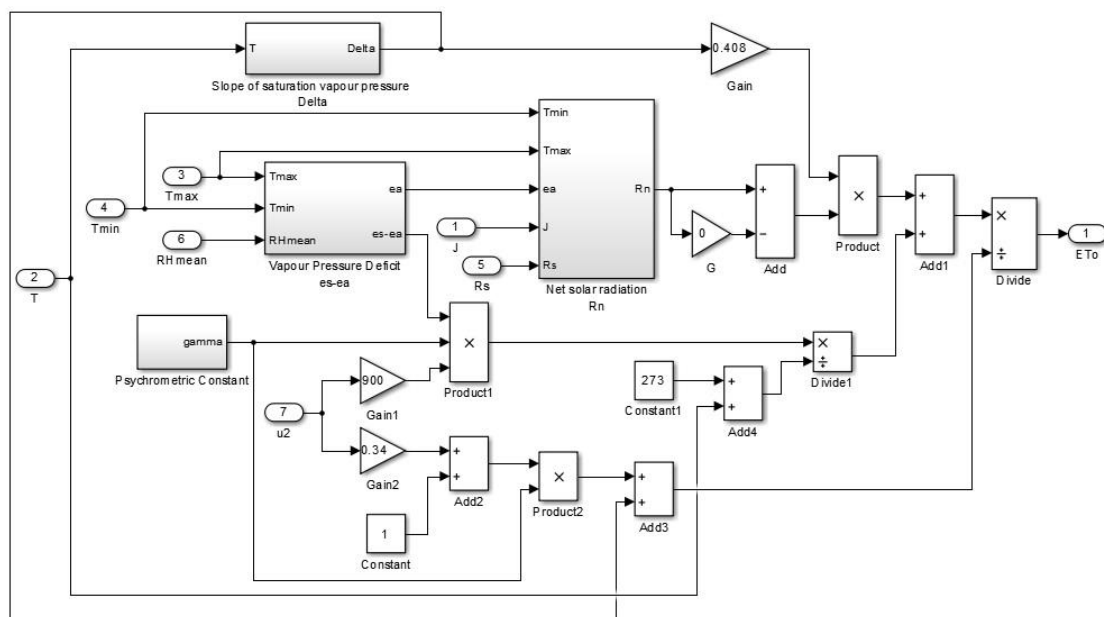 T
Delta
Slope of saturation vapour pressure
Delta
0.408
Gain
3
Tmax
4
Tmin
6
RHmean
Tmax
Tmin
RHmean
ea
es-ea
Vapour Pressure Deficit
es-ea
Tmin
Tmax
ea
J
Rs
Rn
Net solar radiation
Rn
1
J
5
Rs
0
G
+
−
Add
×
Product
+
+
Add1
×
÷
Divide
1
ETo
2
T
gamma
Psychrometric Constant
×
Product1
900
Gain1
7
u2
0.34
Gain2
+
+
Add2
1
Constant
×
Product2
+
+
Add3
273
Constant1
+
+
Add4
×
÷
Divide1